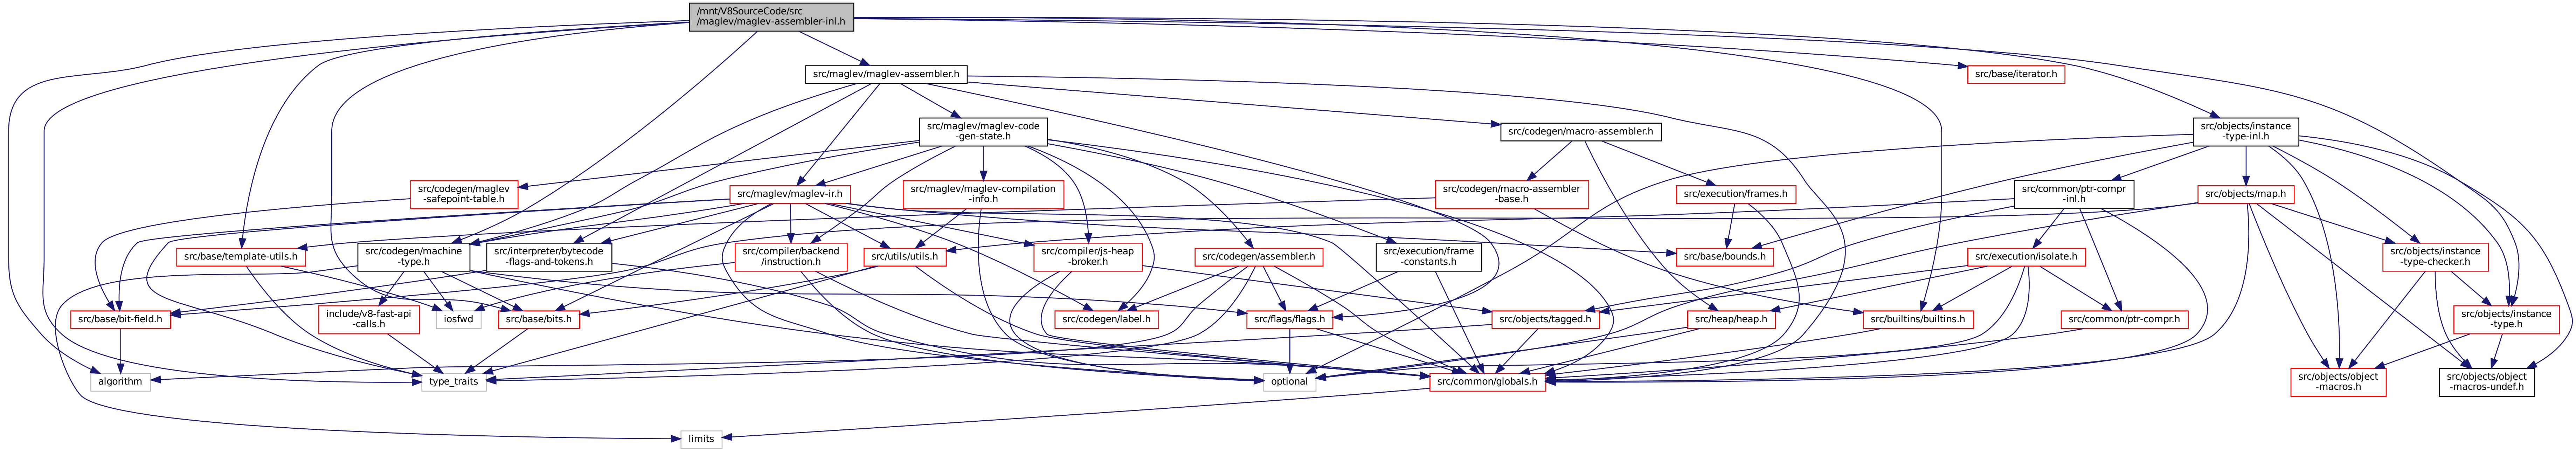 /mnt/V8SourceCode/src
/maglev/maglev-assembler-inl.h
src/maglev/maglev-assembler.h
src/base/iterator.h
src/maglev/maglev-code
-gen-state.h
src/codegen/macro-assembler.h
src/objects/instance
-type-inl.h
src/codegen/maglev
-safepoint-table.h
src/maglev/maglev-ir.h
src/maglev/maglev-compilation
-info.h
src/codegen/macro-assembler
-base.h
src/execution/frames.h
src/common/ptr-compr
-inl.h
src/objects/map.h
src/base/template-utils.h
src/codegen/machine
-type.h
src/interpreter/bytecode
-flags-and-tokens.h
src/compiler/backend
/instruction.h
src/utils/utils.h
src/compiler/js-heap
-broker.h
src/codegen/assembler.h
src/execution/frame
-constants.h
src/base/bounds.h
src/execution/isolate.h
src/objects/instance
-type-checker.h
src/base/bit-field.h
include/v8-fast-api
-calls.h
iosfwd
src/base/bits.h
src/codegen/label.h
src/flags/flags.h
src/objects/tagged.h
src/heap/heap.h
src/builtins/builtins.h
src/common/ptr-compr.h
src/objects/instance
-type.h
algorithm
type_traits
optional
src/common/globals.h
src/objects/object
-macros.h
src/objects/object
-macros-undef.h
limits